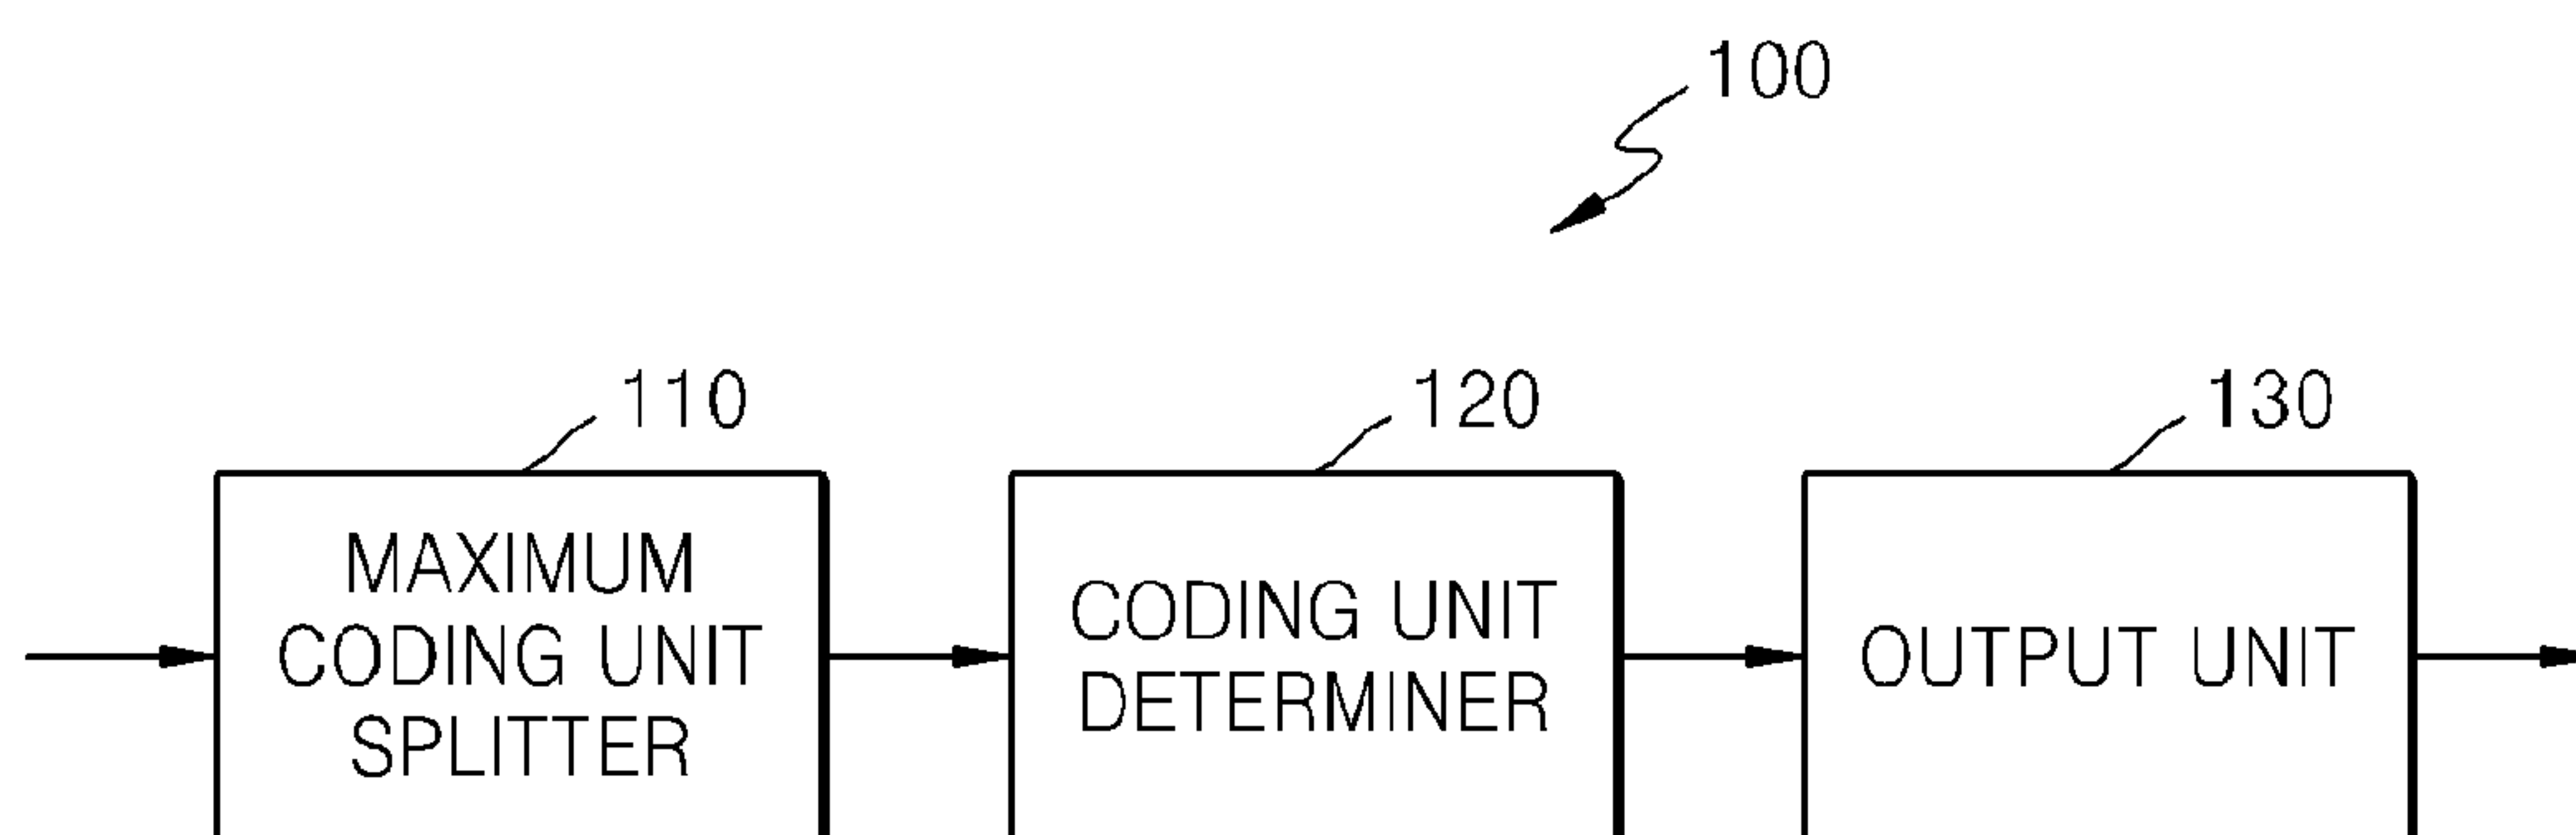 100
110
120
130
MAXIMUM
CODING UNIT
SPLITTER
CODING UNIT
DETERMINER
OUTPUT UNIT